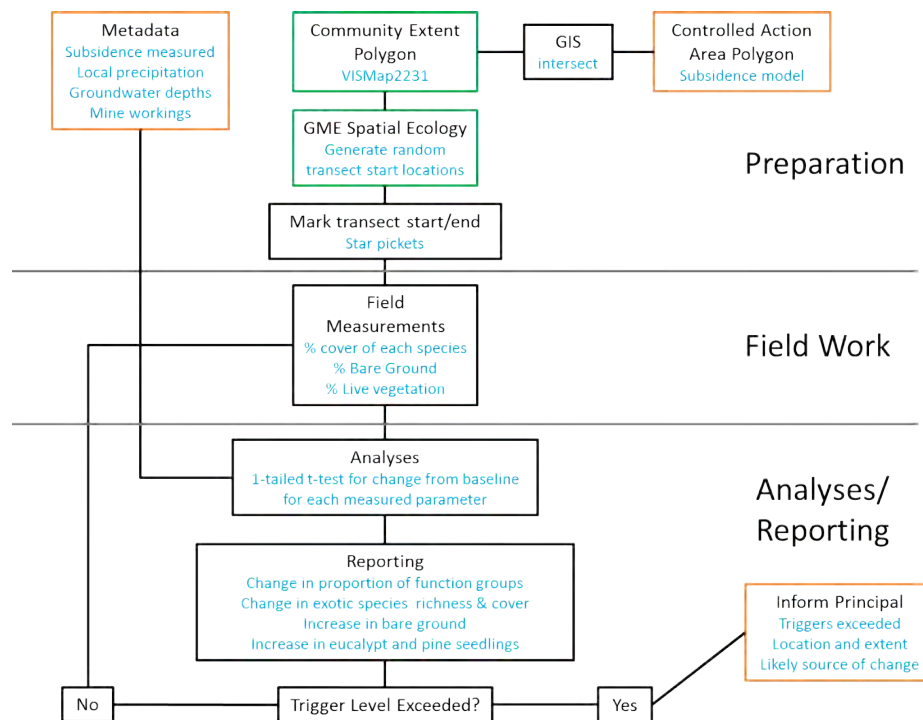 Metadata
Subsidence measured
Local precipitation
Groundwater depths
Mine workings
Community Extent
Polygon
VISMap2231
GIS
intersect
Controlled Action
Area Polygon
Subsidence model
GME Spatial Ecology
Generate random
transect start locations
Preparation
Mark transect start/end
Star pickets
Field
Measurements
% cover of each species
% Bare Ground
% Live vegetation
Field Work
Analyses
1-tailed t-test for change from baseline
for each measured parameter
Analyses/
Reporting
Reporting
Change in proportion of function groups
Change in exotic species richness & cover
Increase in bare ground
Increase in eucalypt and pine seedlings
Inform Principal
Triggers exceeded
Location and extent
Likely source of change
No
Trigger Level Exceeded?
Yes